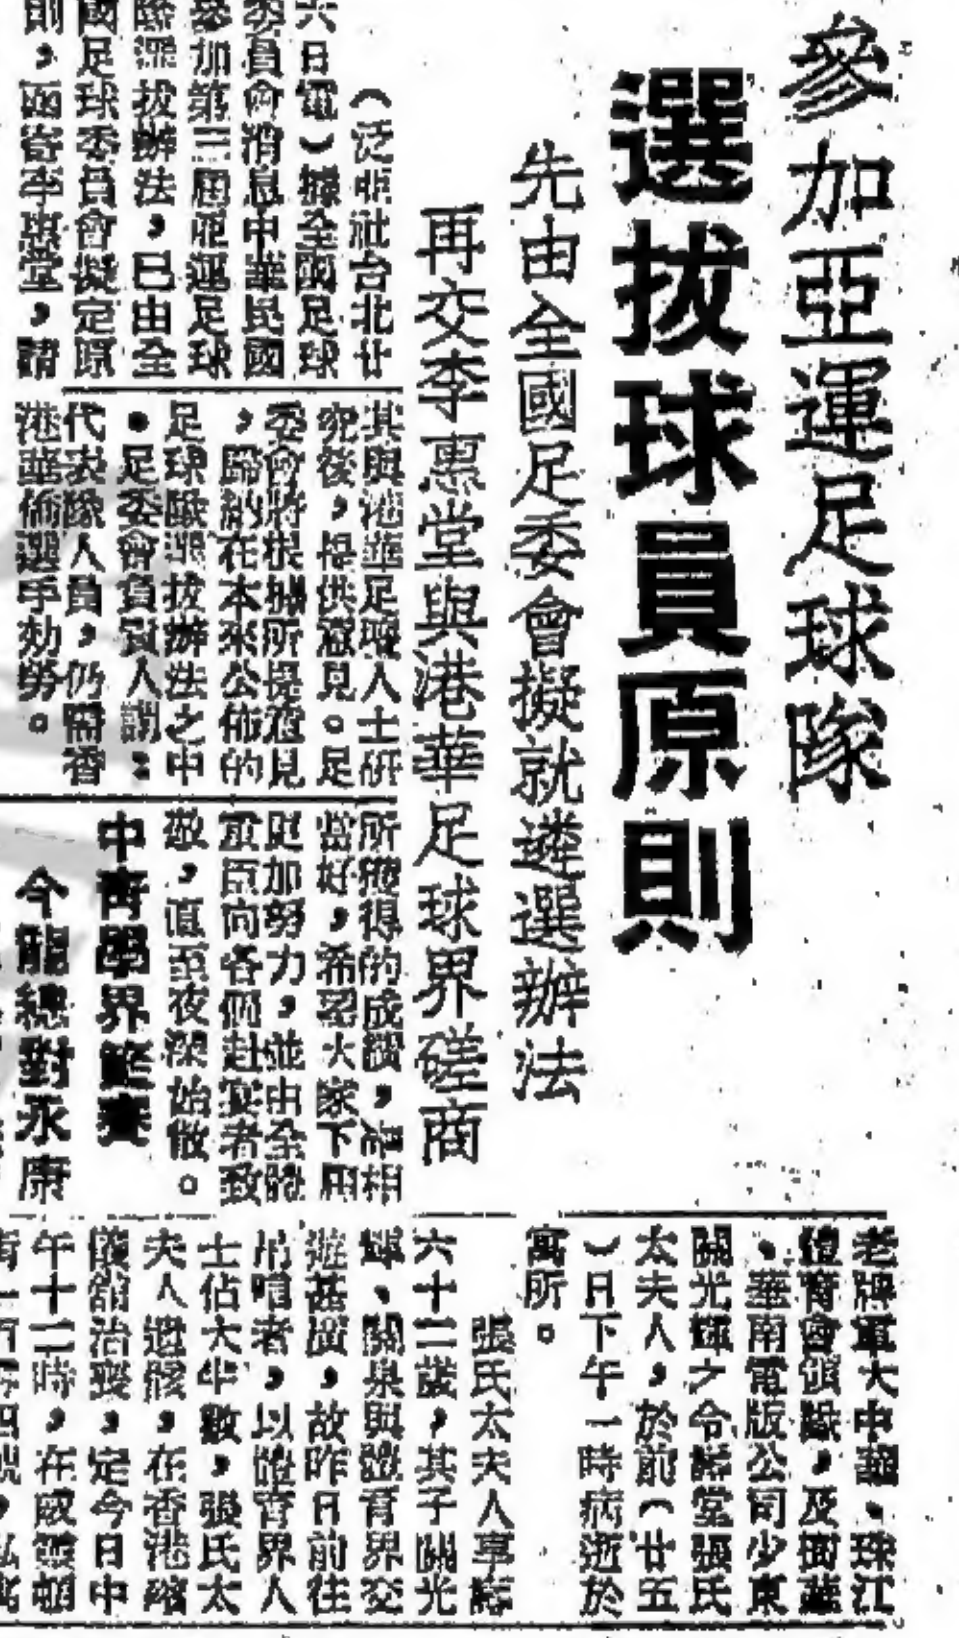 參加亞運足球隊
選拔球員原則
先由全國足委會擬就遴選辦法
再交李惠堂與港華足球界磋商
(泛亞社台北廿
六日電)據全國足球
委員會消息中華民國
參加第三屆亞運足球
隊選拔辦法,已由全
國足球委員會擬定原
則,函寄李惠堂,請
其與港華足球人士研
究後,提供意見。足
委會將根據所提意見
,歸納在本來公佈的
足球隊選拔辦法之中
。足委會負責人謂:
代表隊人員,仍需香
港華僑選手効勞。
所獲得的成績,亦相
當好,希望大家下屆
更加努力,並由全體
軍臣向各個赴宴者致
敬,直至夜深始散。
中青學界籃賽
今龍總對永康
老牌軍大中華、珠江
體育會領隊,及南華
、華南電版公司少東
關光輝之令慈堂張氏
太夫人,於前(廿五
)日下午一時病逝於
寓所。
張氏太夫人享壽
六十二歲,其子關光
輝、關泉與體育界交
遊甚廣,故昨日前往
吊唁者,以體育界人
士佔大半數,張氏太
夫人遺骸,在香港殯
儀館治喪,定今日中
午十二時,在